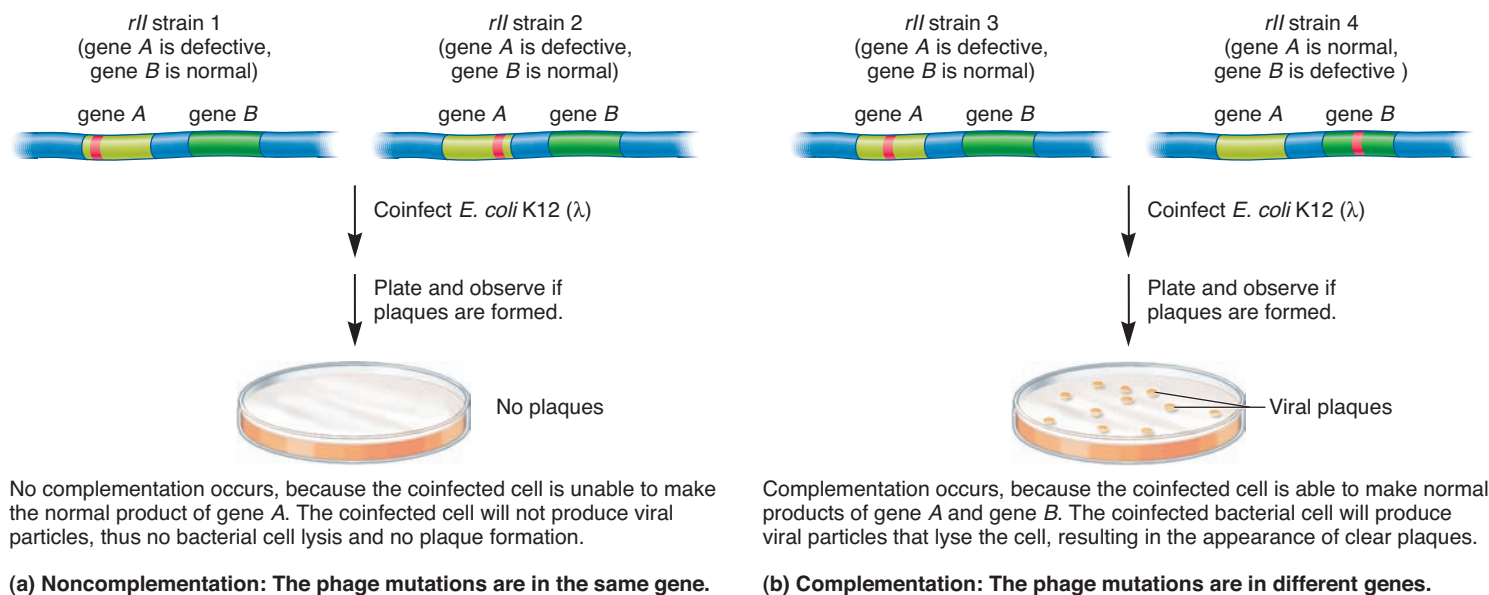 rII strain 1
(gene A is defective,
gene B is normal)
gene A
gene B
rII strain 2
(gene A is defective,
gene B is normal)
gene A
gene B
Coinfect E. coli K12 (λ)
Plate and observe if
plaques are formed.
No plaques
No complementation occurs, because the coinfected cell is unable to make
the normal product of gene A. The coinfected cell will not produce viral
particles, thus no bacterial cell lysis and no plaque formation.
(a) Noncomplementation: The phage mutations are in the same gene.
rII strain 3
(gene A is defective,
gene B is normal)
gene A
gene B
rII strain 4
(gene A is normal,
gene B is defective )
gene A
gene B
Coinfect E. coli K12 (λ)
Plate and observe if
plaques are formed.
Viral plaques
Complementation occurs, because the coinfected cell is able to make normal
products of gene A and gene B. The coinfected bacterial cell will produce
viral particles that lyse the cell, resulting in the appearance of clear plaques.
(b) Complementation: The phage mutations are in different genes.